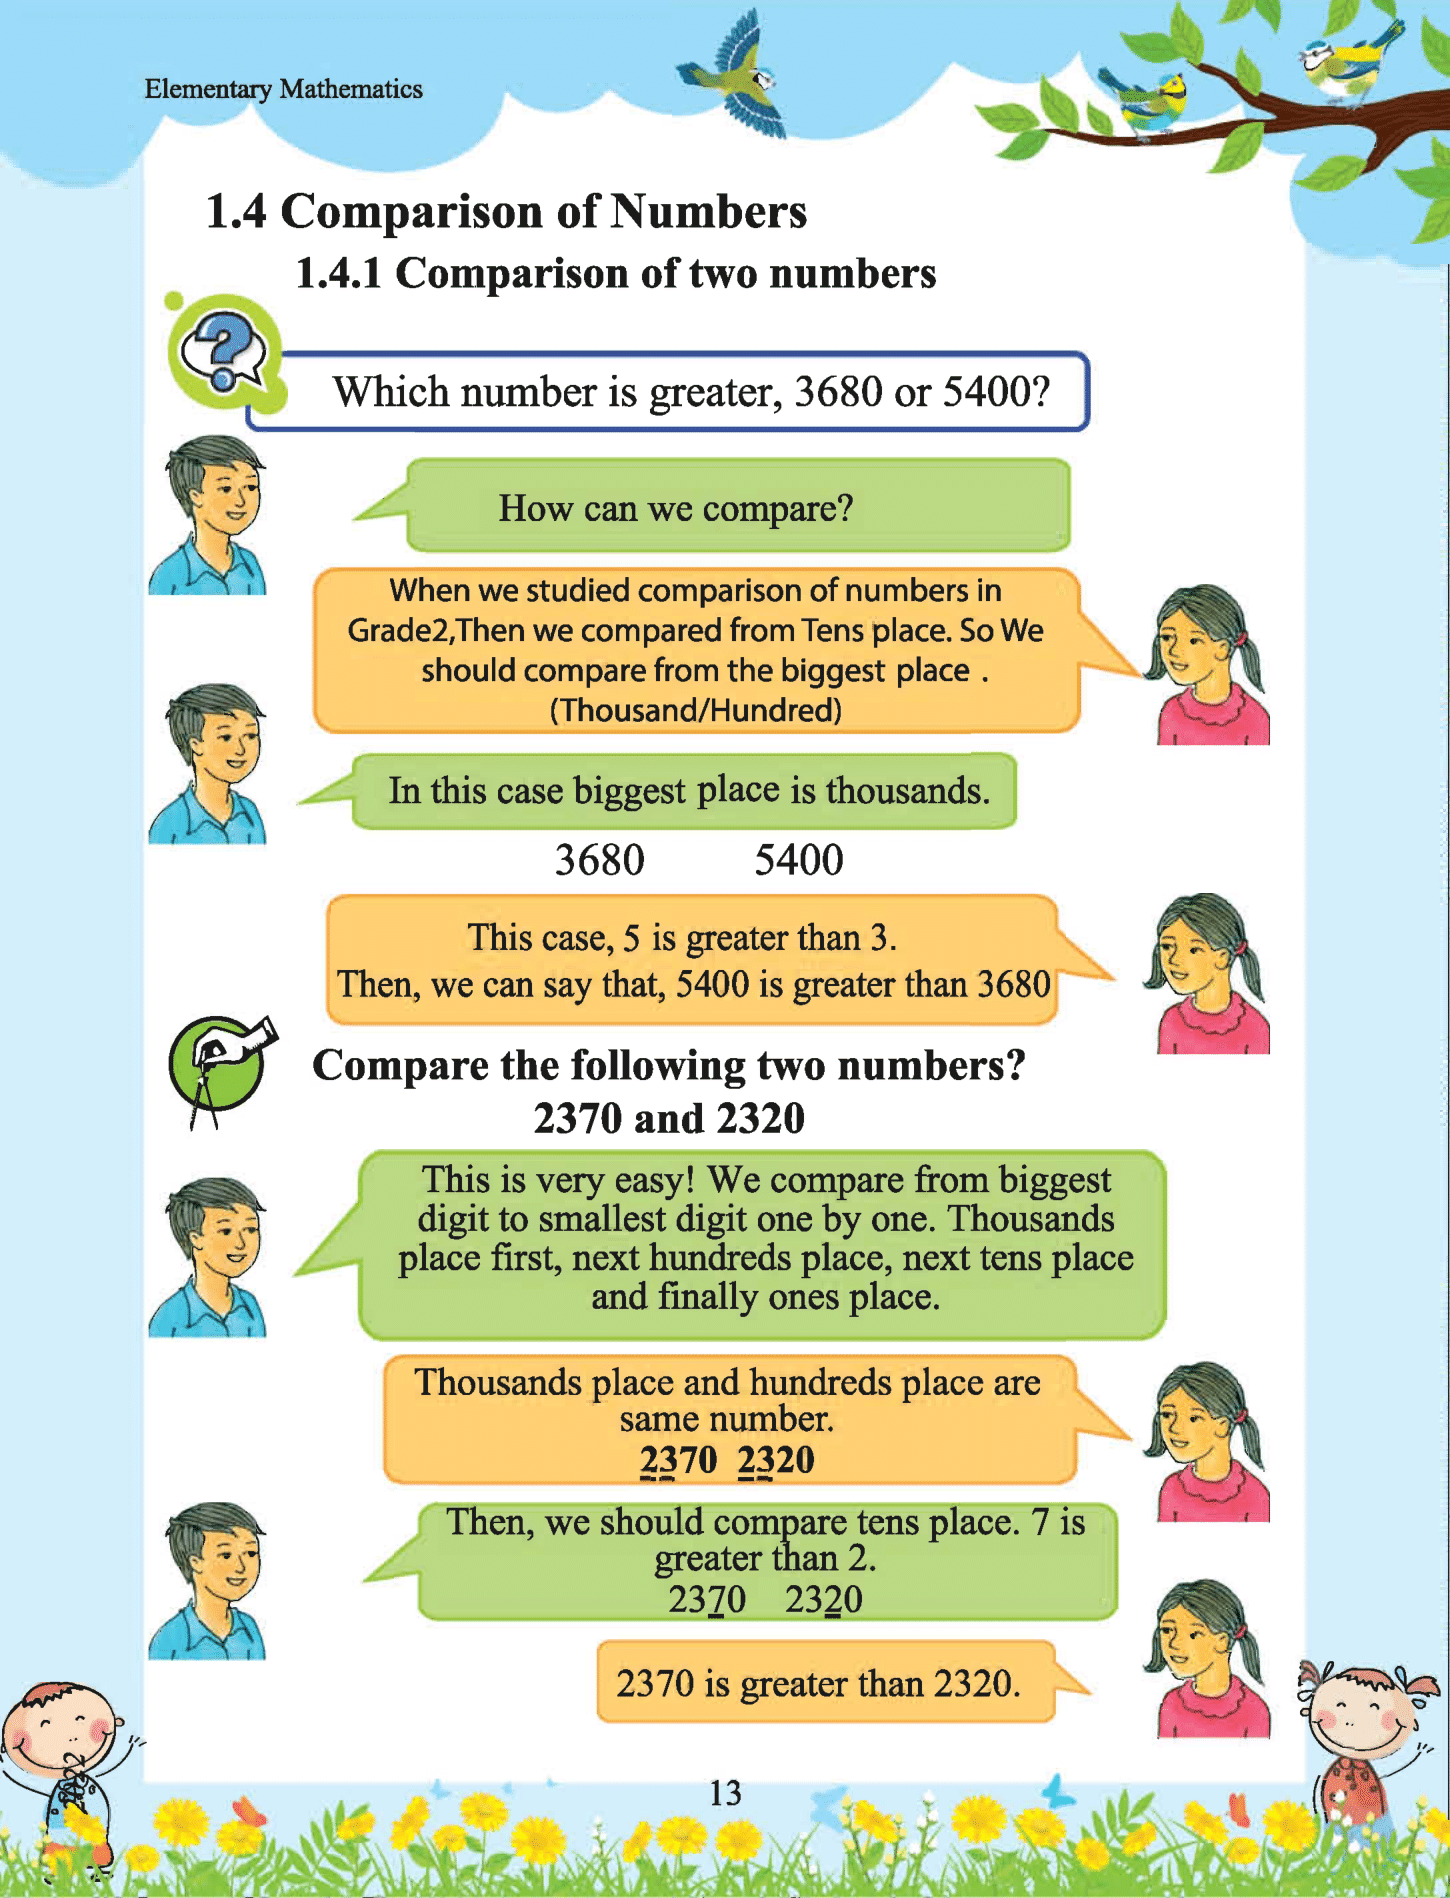 Elementary Mathematics
1.4 Comparison of Numbers
1.4.1 Comparison of two numbers
?
Which number is greater, 3680 or 5400?
How can we compare?
When we studied comparison of numbers in
Grade2,Then we compared from Tens place. So We
should compare from the biggest place .
(Thousand/Hundred)
In this case biggest place is thousands.
3680 5400
This case, 5 is greater than 3.
Then, we can say that, 5400 is greater than 3680
Compare the following two numbers?
2370 and 2320
This is very easy! We compare from biggest
digit to smallest digit one by one. Thousands
place first, next hundreds place, next tens place
and finally ones place.
Thousands place and hundreds place are
same number.
2370 2320
Then, we should compare tens place. 7 is
greater than 2.
2370 2320
2370 is greater than 2320.
13